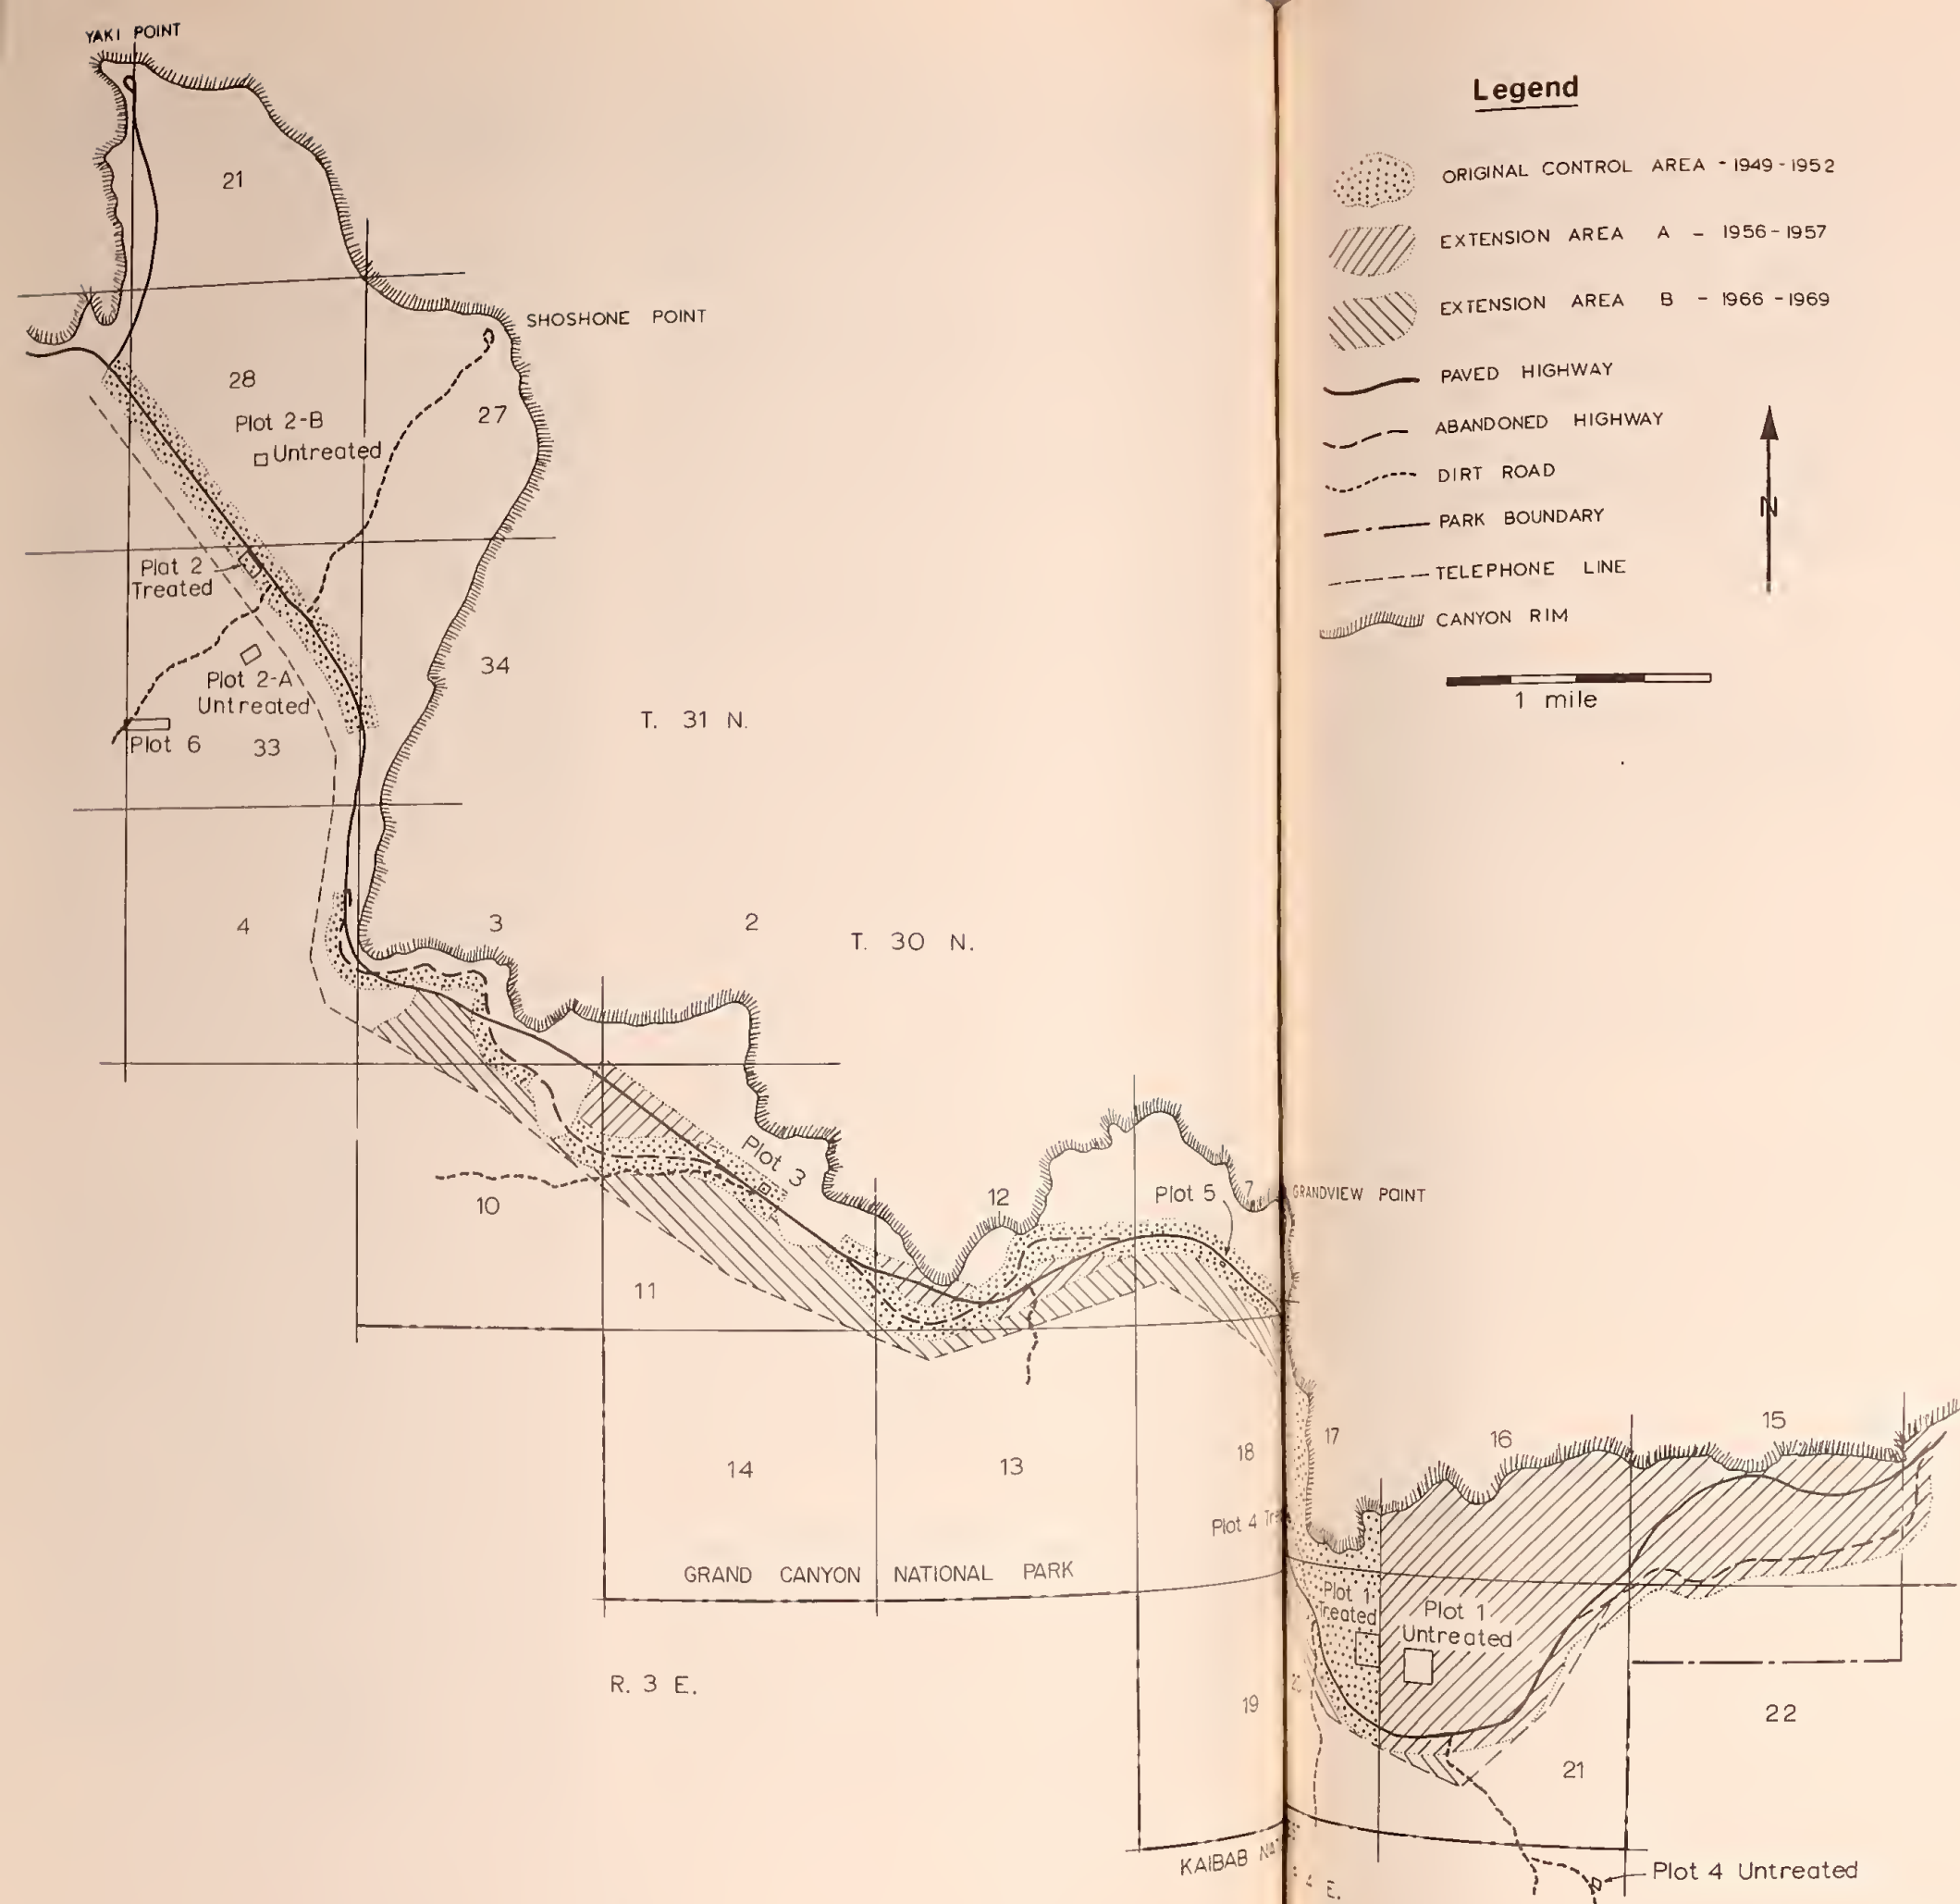 YAKI POINT
21
SHOSHONE POINT
28
Plot 2-B
Untreated
27
Plot 2
Treated
Plot 2-A
Untreated
34
Plot 6
33
T. 31 N.
4
3
2
T. 30 N.
Plot 3
10
11
12
Plot 5
7
14
13
18
Plot 4
GRAND CANYON NATIONAL PARK
R. 3 E.
19
KAIBAB
Legend
ORIGINAL CONTROL AREA - 1949-1952
EXTENSION AREA A - 1956-1957
EXTENSION AREA B - 1966-1969
PAVED HIGHWAY
ABANDONED HIGHWAY
DIRT ROAD
PARK BOUNDARY
TELEPHONE LINE
CANYON RIM
N
1 mile
GRANDVIEW POINT
17
16
15
Plot 1
Treated
Plot 1
Untreated
22
21
E.
Plot 4 Untreated